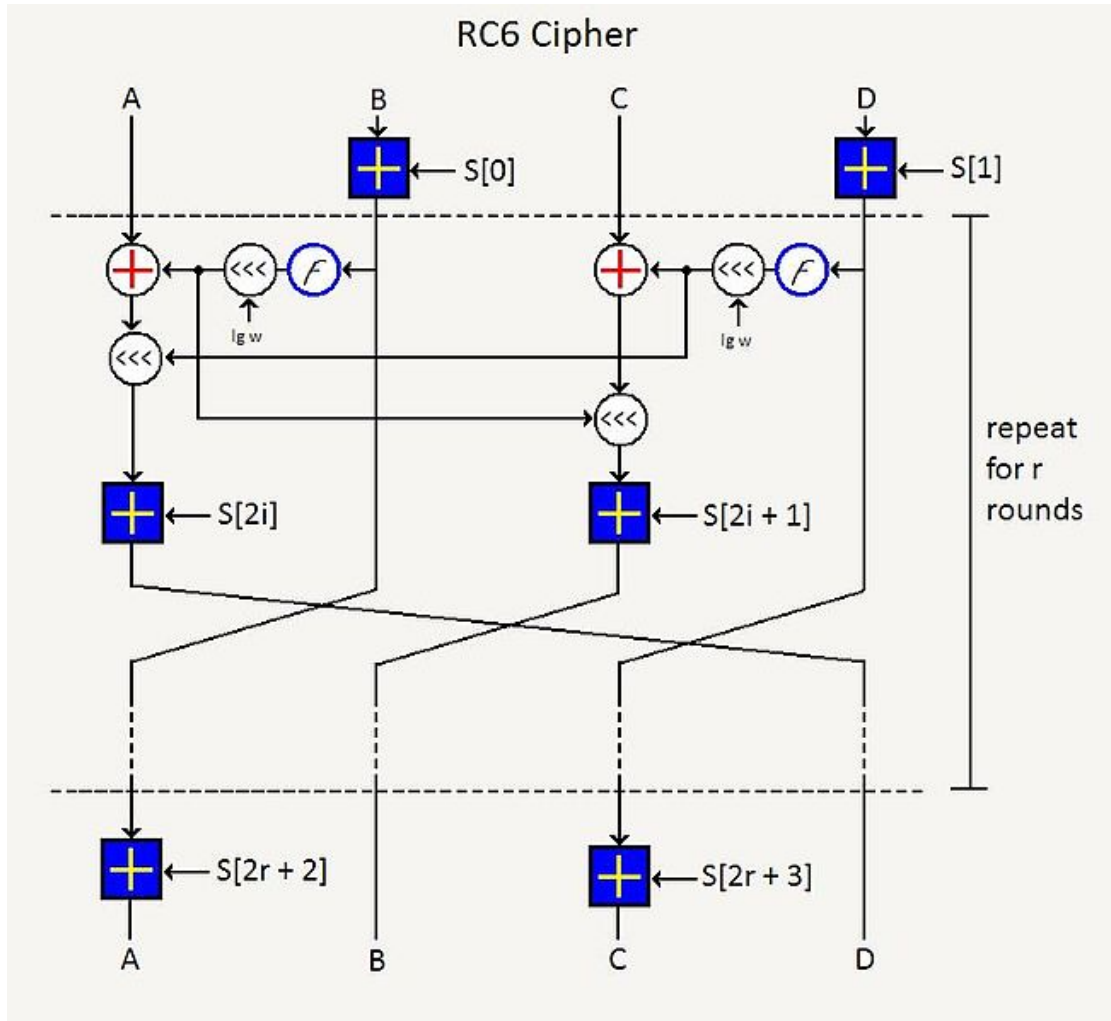 RC6 Cipher
A B C D
S[0] S[1]
<<< f <<< f
lg w lg w
<<<
<<<
S[2i] S[2i + 1]
repeat
for r
rounds
S[2r + 2] S[2r + 3]
A B C D